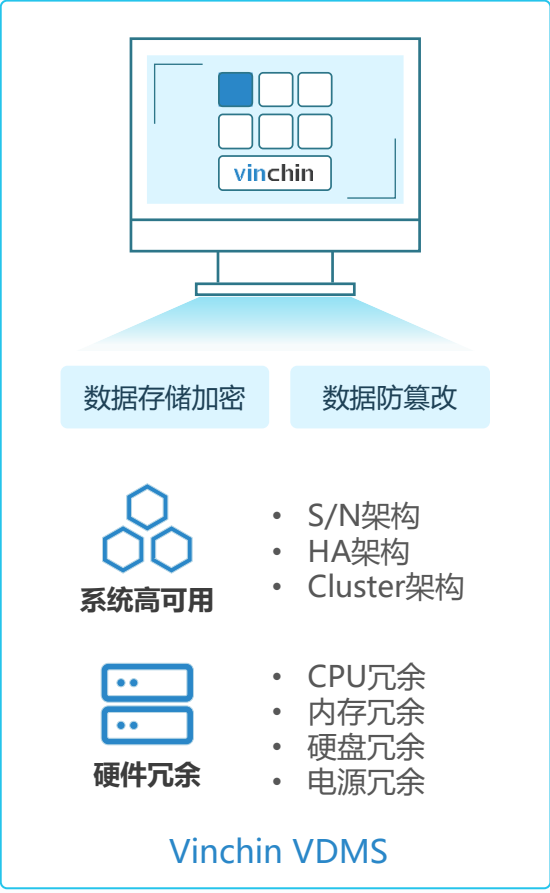 vinchin
数据存储加密
数据防篡改
• S/N架构
• HA架构
• Cluster架构
系统高可用
• CPU冗余
• 内存冗余
• 硬盘冗余
• 电源冗余
硬件冗余
Vinchin VDMS